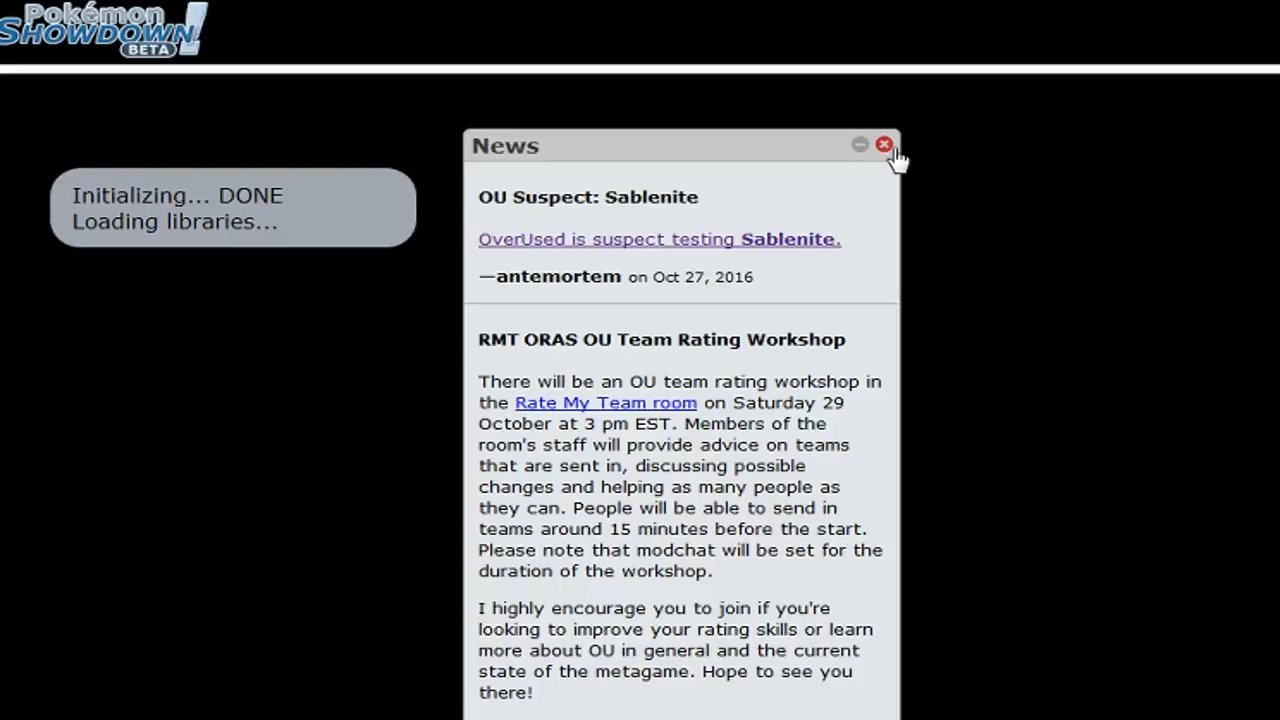 Pokémon
SHOWDOWN!
BETA
Initializing... DONE
Loading libraries...
News
OU Suspect: Sablenite
OverUsed is suspect testing Sablenite.
—antemortem on Oct 27, 2016
RMT ORAS OU Team Rating Workshop
There will be an OU team rating workshop in
the Rate My Team room on Saturday 29
October at 3 pm EST. Members of the
room's staff will provide advice on teams
that are sent in, discussing possible
changes and helping as many people as
they can. People will be able to send in
teams around 15 minutes before the start.
Please note that modchat will be set for the
duration of the workshop.
I highly encourage you to join if you're
looking to improve your rating skills or learn
more about OU in general and the current
state of the metagame. Hope to see you
there!